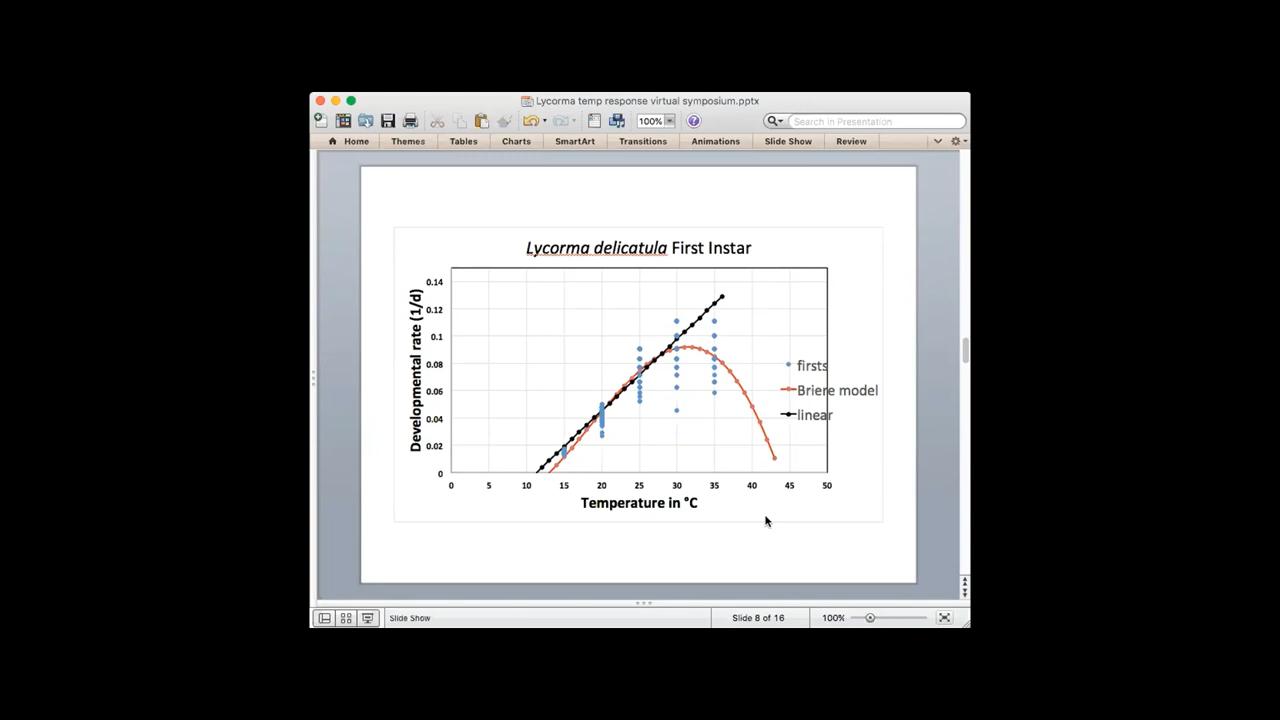 Lycorma temp response virtual symposium.pptx
100%
Search in Presentation
Home Themes Tables Charts SmartArt Transitions Animations Slide Show Review
Lycorma delicatula First Instar
Developmental rate (1/d)
0.14
0.12
0.1
0.08
0.06
0.04
0.02
0
firsts
Briere model
linear
0 5 10 15 20 25 30 35 40 45 50
Temperature in °C
Slide Show
Slide 8 of 16
100%